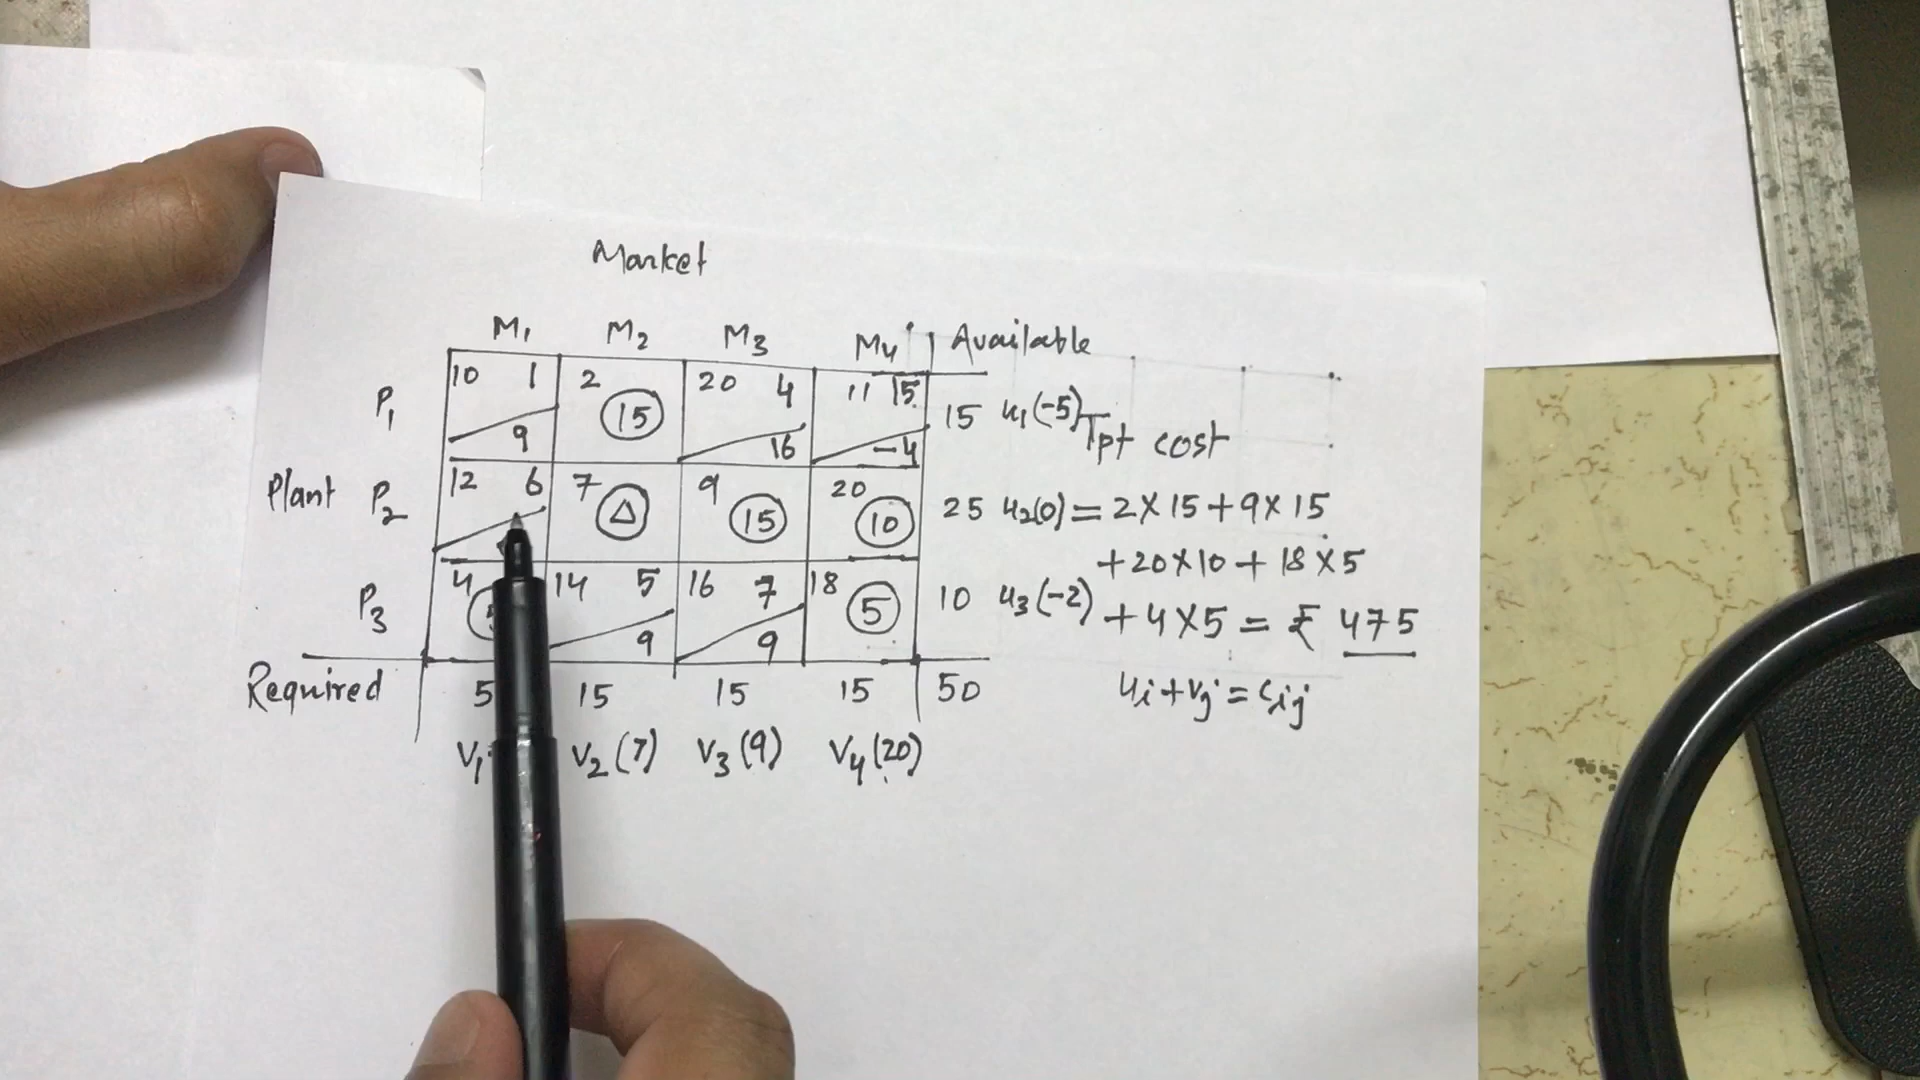 Market
M1 M2 M3 M4 Available
P1 10 1 9 2 15 20 4 16 11 15 -4 15 u1(-5) Tpt cost
Plant P2 12 6 7 Δ 9 15 20 10 25 u2(0) = 2×15+9×15
+20×10+18×5
P3 4 14 5 9 16 7 9 18 5 10 u3(-2) +4×5 = ₹ 475
Required 5 15 15 15 50 ui+vj = cij
V1 V2(7) V3(9) V4(20)